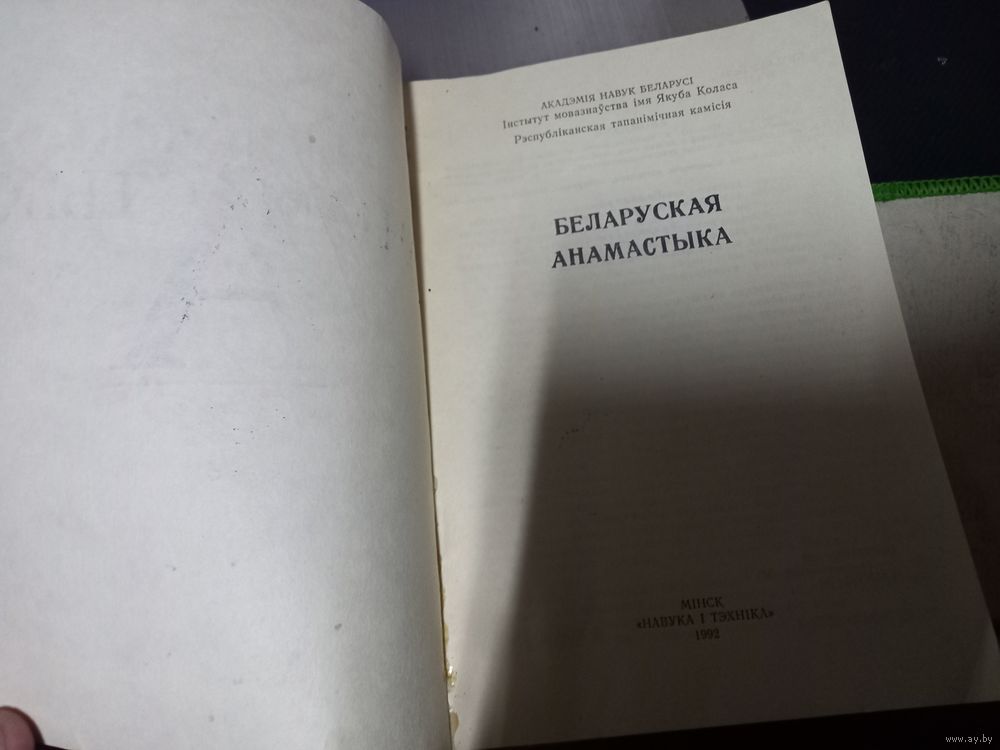 АКАДЭМІЯ НАВУК БЕЛАРУСІ
Інстытут мовазнаўства імя Якуба Коласа
Рэспубліканская тапанімічная камісія
БЕЛАРУСКАЯ
АНАМАСТЫКА
МІНСК
«НАВУКА І ТЭХНІКА»
1992
www.ay.by